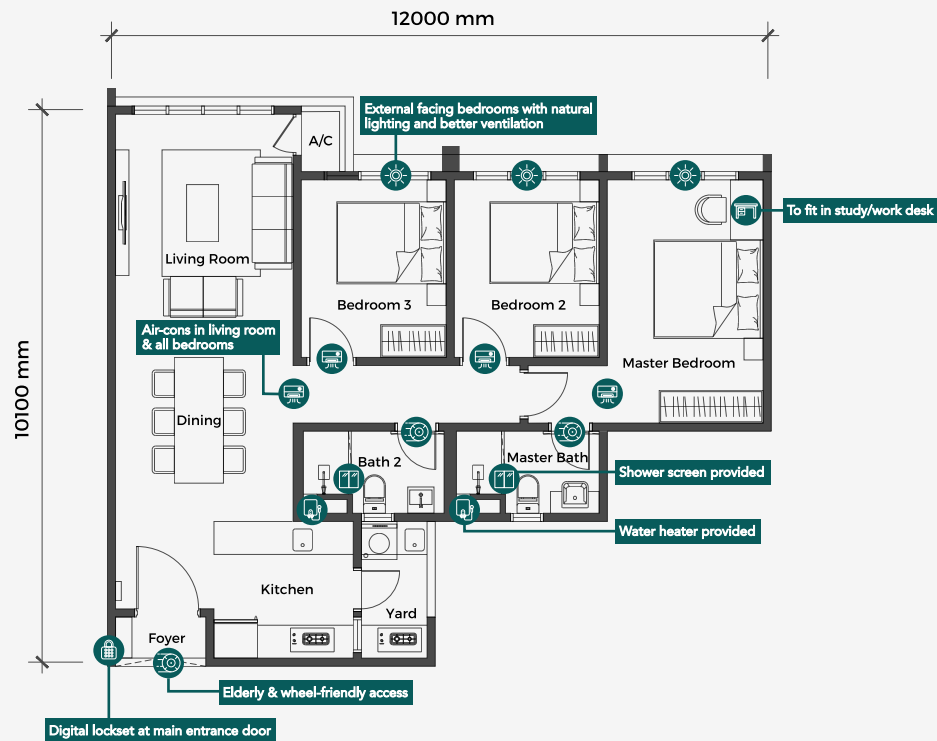 12000 mm
External facing bedrooms with natural
lighting and better ventilation
A/C
To fit in study/work desk
Living Room
Bedroom 3
Bedroom 2
Air-cons in living room
& all bedrooms
Master Bedroom
10100 mm
Dining
Bath 2
Master Bath
Shower screen provided
Water heater provided
Kitchen
Yard
Foyer
Elderly & wheel-friendly access
Digital lockset at main entrance door